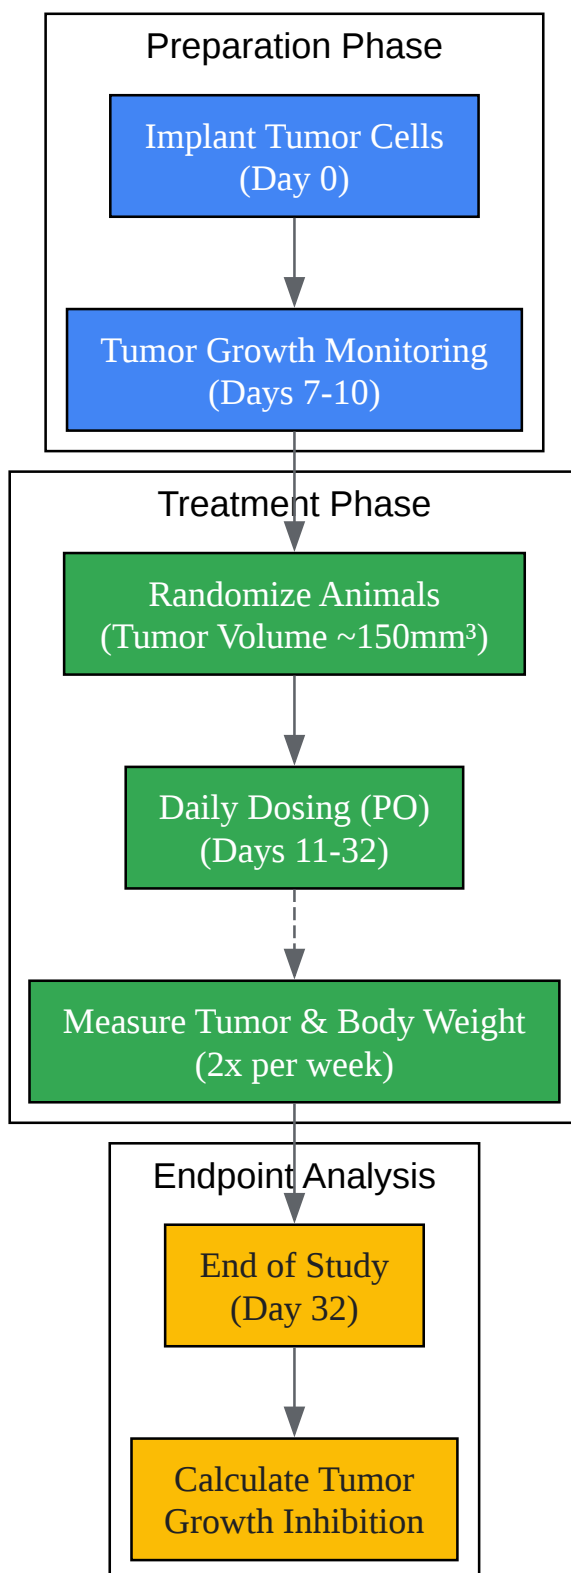 Preparation Phase
Implant Tumor Cells
(Day 0)
Tumor Growth Monitoring
(Days 7-10)
Treatment Phase
Randomize Animals
(Tumor Volume ~150mm³)
Daily Dosing (PO)
(Days 11-32)
Measure Tumor & Body Weight
(2x per week)
Endpoint Analysis
End of Study
(Day 32)
Calculate Tumor
Growth Inhibition